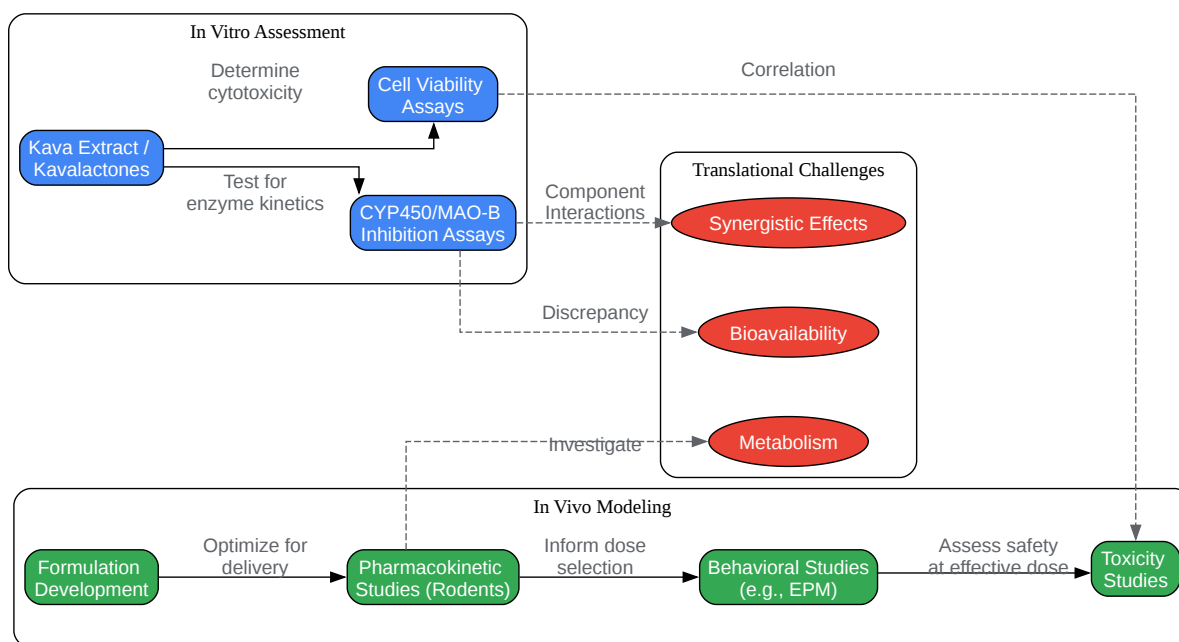 In Vitro Assessment
Determine
cytotoxicity
Cell Viability
Assays
Correlation
Kava Extract /
Kavalactones
Test for
enzyme kinetics
CYP450/MAO-B
Inhibition Assays
Component
Interactions
Translational Challenges
Synergistic Effects
Discrepancy
Bioavailability
Investigate
Metabolism
In Vivo Modeling
Formulation
Development
Optimize for
delivery
Pharmacokinetic
Studies (Rodents)
Inform dose
selection
Behavioral Studies
(e.g., EPM)
Assess safety
at effective dose
Toxicity
Studies